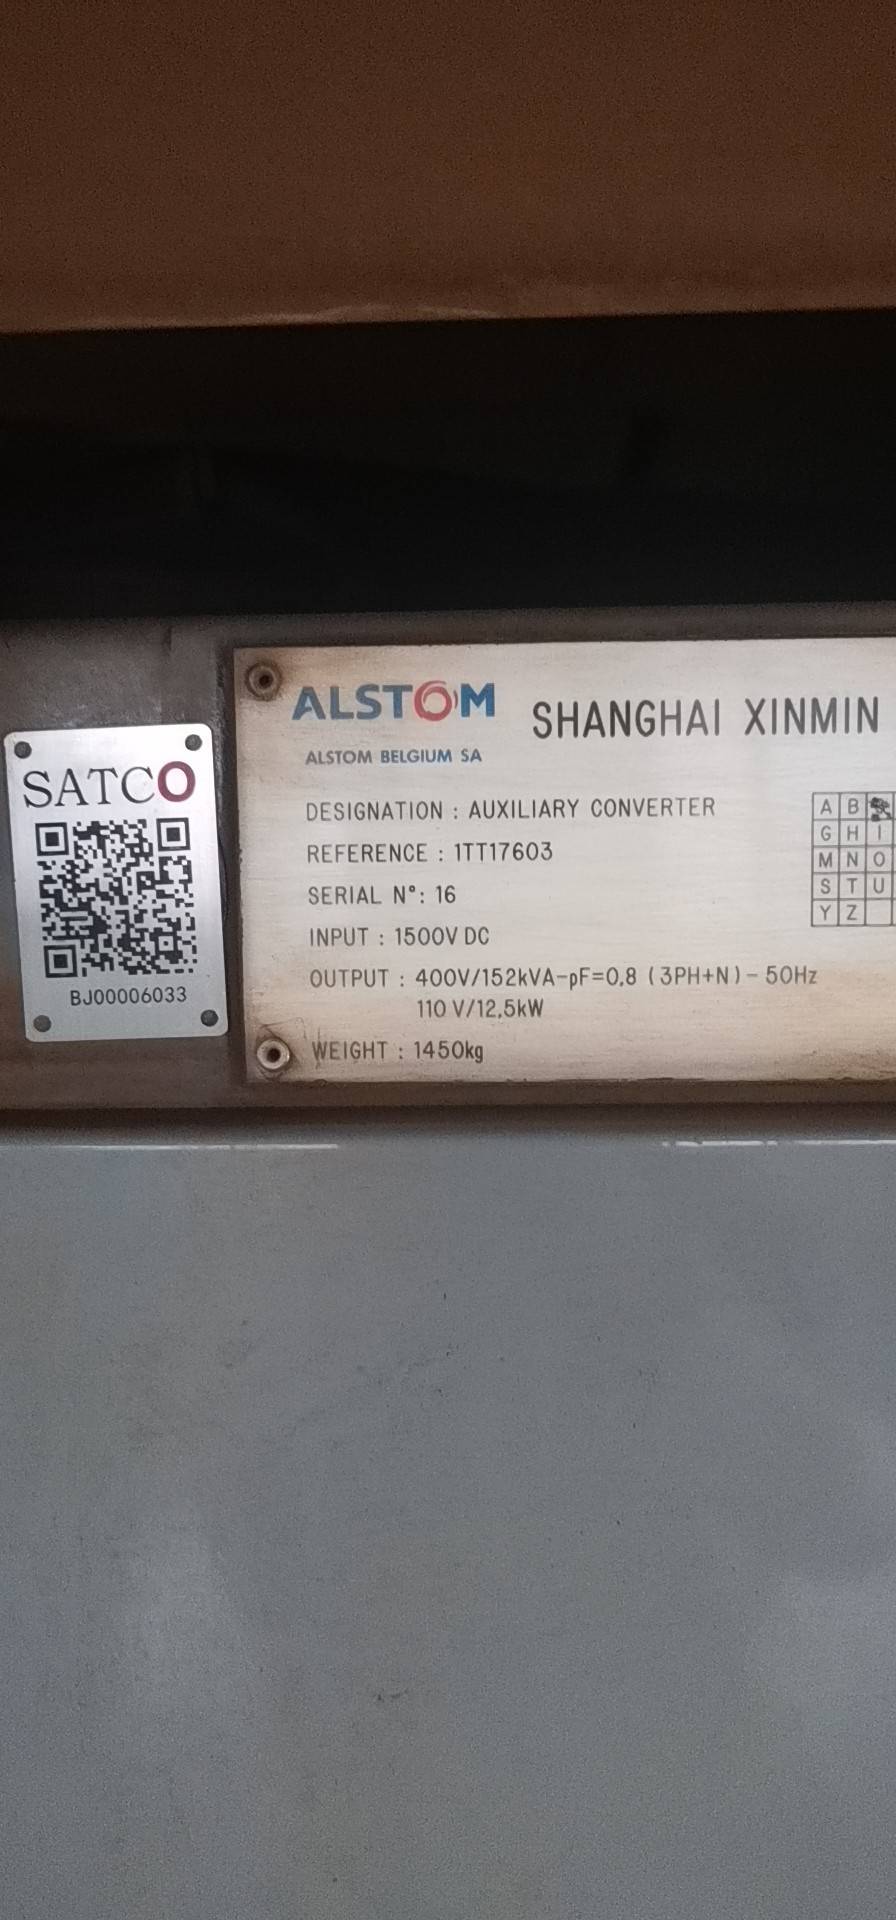 SATCO
BJ00006033
ALSTOM
ALSTOM BELGIUM SA
SHANGHAI XINMIN
DESIGNATION : AUXILIARY CONVERTER
REFERENCE : 1TT17603
SERIAL N°: 16
INPUT : 1500V DC
OUTPUT : 400V/152kVA-pF=0.8 (3PH+N) - 50Hz
110 V/12.5kW
WEIGHT : 1450kg
A B
G H I
M N O
S T U
Y Z